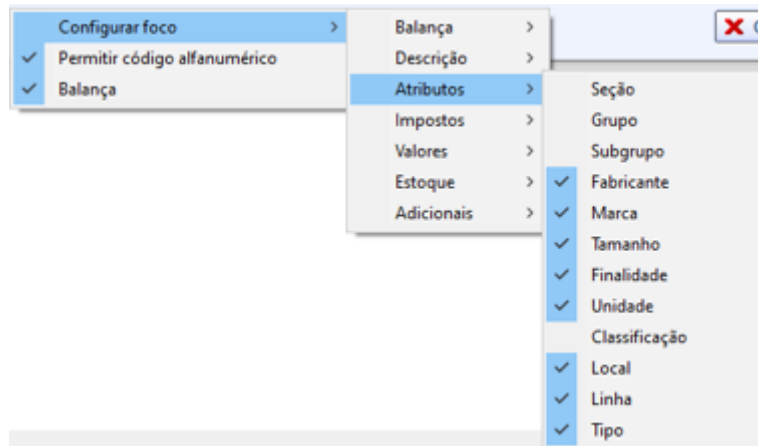 Configurar foco
Permitir código alfanumérico
Balança
Balança
Descrição
Atributos
Impostos
Valores
Estoque
Adicionais
Seção
Grupo
Subgrupo
Fabricante
Marca
Tamanho
Finalidade
Unidade
Classificação
Local
Linha
Tipo